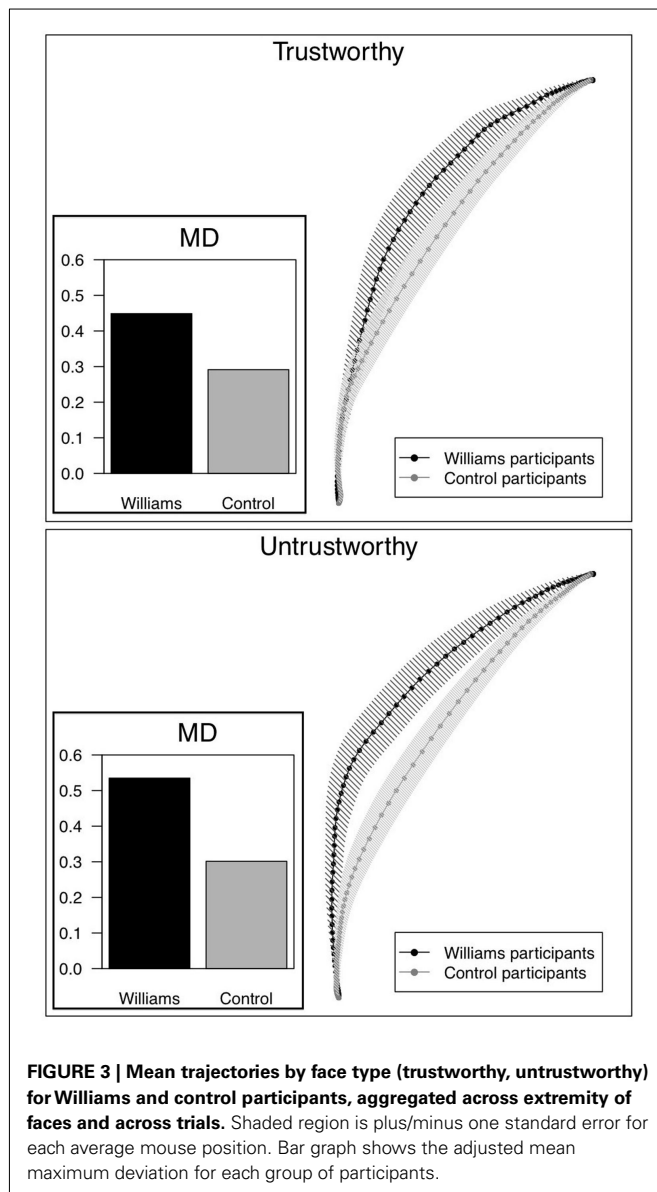 Trustworthy
MD
0.6
0.5
0.4
0.3
0.2
0.1
0.0
Williams Control
Williams participants
Control participants
Untrustworthy
MD
0.6
0.5
0.4
0.3
0.2
0.1
0.0
Williams Control
Williams participants
Control participants
FIGURE 3 | Mean trajectories by face type (trustworthy, untrustworthy)
for Williams and control participants, aggregated across extremity of
faces and across trials. Shaded region is plus/minus one standard error for
each average mouse position. Bar graph shows the adjusted mean
maximum deviation for each group of participants.